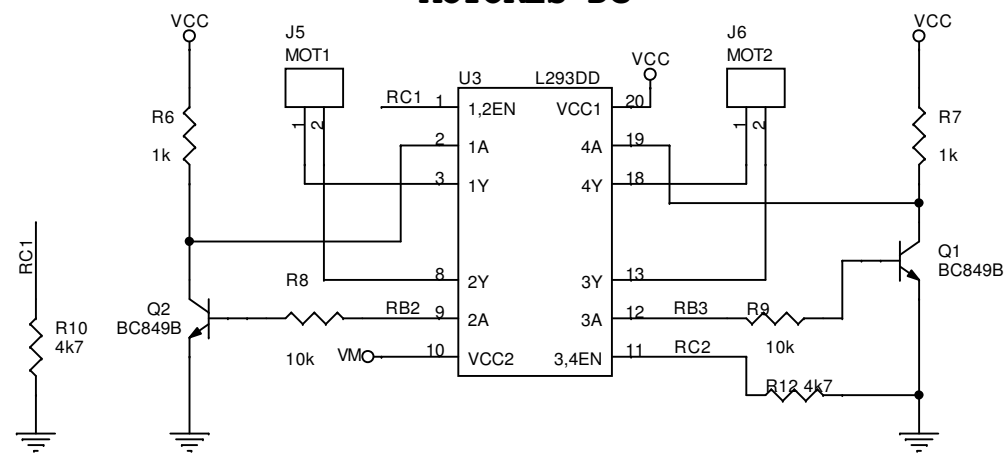 VCC
J5
MOT1
J6
MOT2
VCC
VCC
U3 L293DD
R6
1k
R7
1k
1
2
1
2
RC1 1 1,2EN VCC1 20
2 1A 4A 19
3 1Y 4Y 18
8 2Y 3Y 13
RB2 9 2A 3A 12 RB3
VM 10 VCC2 3,4EN 11 RC2
RC1
R10
4k7
Q2
BC849B
R8
10k
R9
10k
Q1
BC849B
R12 4k7